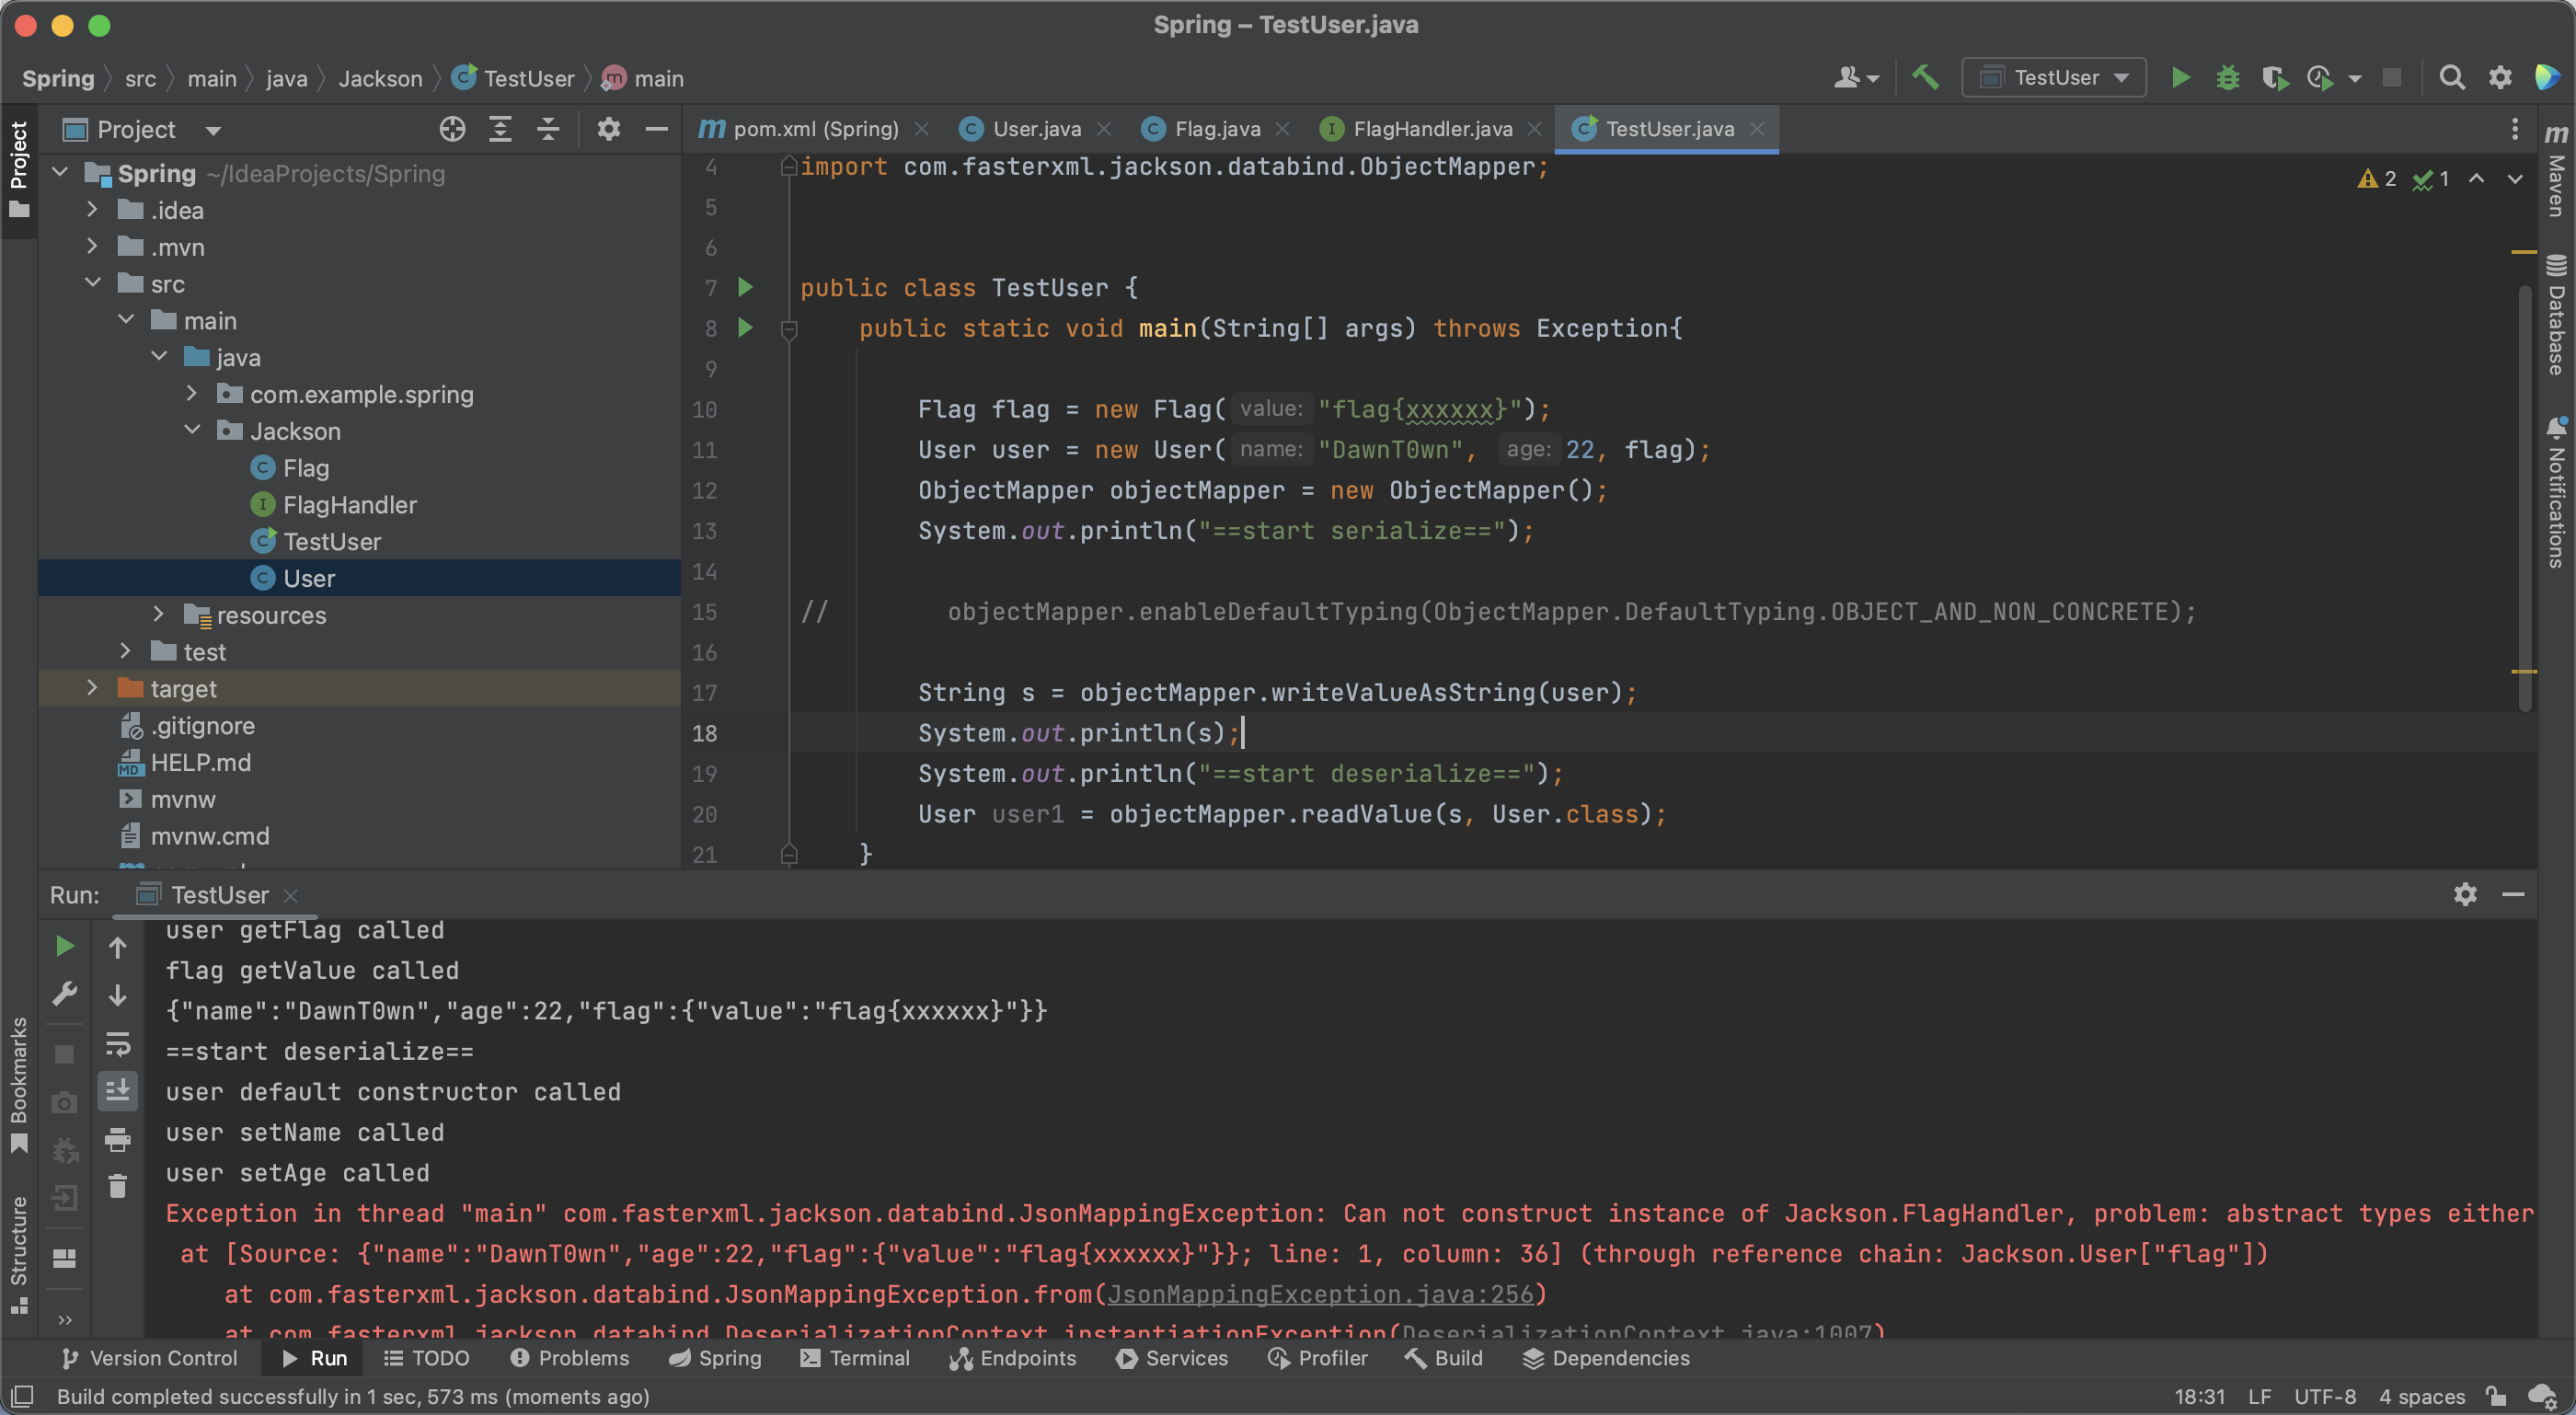 Spring – TestUser.java
Spring src main java Jackson TestUser main
TestUser
Project
pom.xml (Spring) User.java Flag.java FlagHandler.java TestUser.java
Project
Spring ~/IdeaProjects/Spring
.idea
.mvn
src
main
java
com.example.spring
Jackson
Flag
FlagHandler
TestUser
User
resources
test
target
.gitignore
HELP.md
mvnw
mvnw.cmd
2 1
4 import com.fasterxml.jackson.databind.ObjectMapper;
5
6
7 public class TestUser {
8 public static void main(String[] args) throws Exception{
9
10 Flag flag = new Flag( value: "flag{xxxxxx}");
11 User user = new User( name: "DawnT0wn", age: 22, flag);
12 ObjectMapper objectMapper = new ObjectMapper();
13 System.out.println("==start serialize==");
14
15 // objectMapper.enableDefaultTyping(ObjectMapper.DefaultTyping.OBJECT_AND_NON_CONCRETE);
16
17 String s = objectMapper.writeValueAsString(user);
18 System.out.println(s);
19 System.out.println("==start deserialize==");
20 User user1 = objectMapper.readValue(s, User.class);
21 }
Maven
Database
Notifications
Run: TestUser
user getFlag called
flag getValue called
{"name":"DawnT0wn","age":22,"flag":{"value":"flag{xxxxxx}"}}
==start deserialize==
user default constructor called
user setName called
user setAge called
Exception in thread "main" com.fasterxml.jackson.databind.JsonMappingException: Can not construct instance of Jackson.FlagHandler, problem: abstract types either
at [Source: {"name":"DawnT0wn","age":22,"flag":{"value":"flag{xxxxxx}"}}; line: 1, column: 36] (through reference chain: Jackson.User["flag"])
at com.fasterxml.jackson.databind.JsonMappingException.from(JsonMappingException.java:256)
at com.fasterxml.jackson.databind.DeserializationContext.instantiationException(DeserializationContext.java:1007)
Bookmarks
Structure
Version Control Run TODO Problems Spring Terminal Endpoints Services Profiler Build Dependencies
Build completed successfully in 1 sec, 573 ms (moments ago)
18:31 LF UTF-8 4 spaces